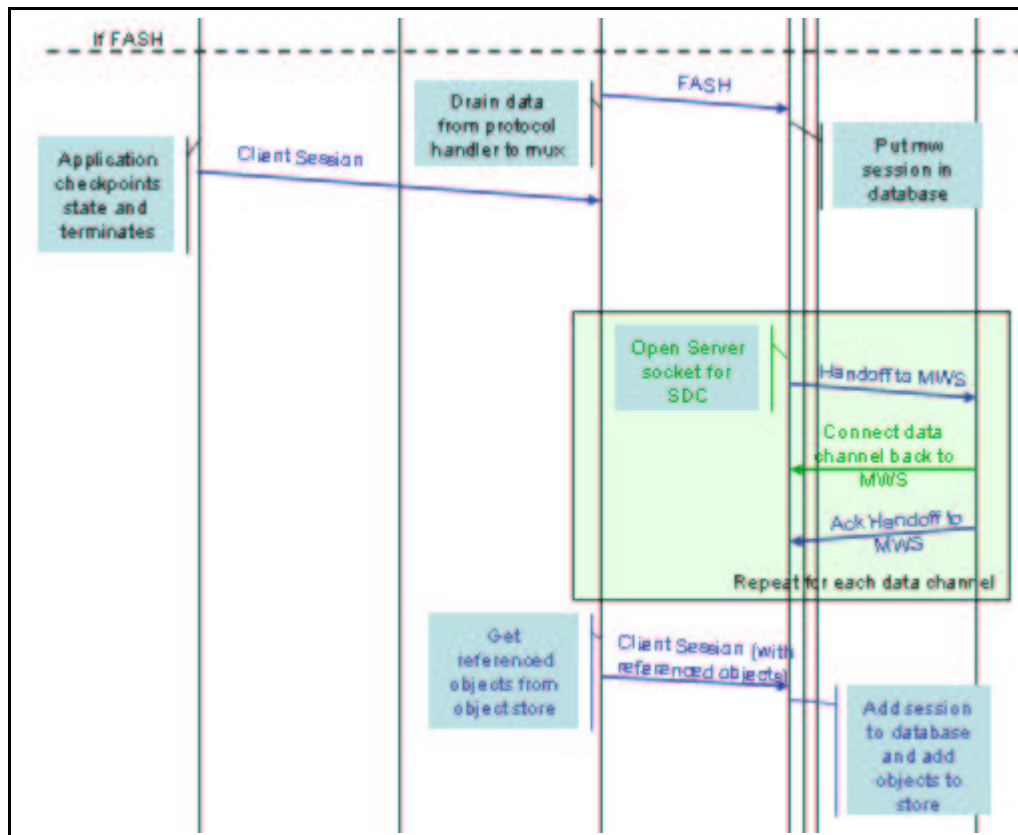 If FASH
FASH
Drain data
from protocol
handler to mux
Put mw
session in
database
Client Session
Application
checkpoints
state and
terminates
Open Server
socket for
SDC
Handoff to MWS
Connect data
channel back to
MWS
Ack Handoff to
MWS
Repeat for each data channel
Get
referenced
objects from
object store
Client Session (with
referenced objects)
Add session
to database
and add
objects to
store